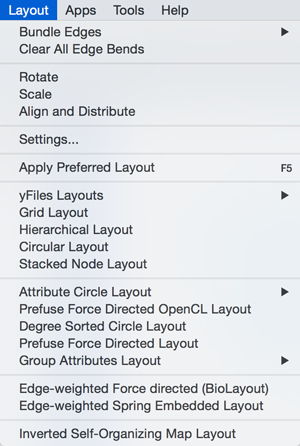 Layout Apps Tools Help
Bundle Edges
Clear All Edge Bends
Rotate
Scale
Align and Distribute
Settings...
Apply Preferred Layout F5
yFiles Layouts
Grid Layout
Hierarchical Layout
Circular Layout
Stacked Node Layout
Attribute Circle Layout
Prefuse Force Directed OpenCL Layout
Degree Sorted Circle Layout
Prefuse Force Directed Layout
Group Attributes Layout
Edge-weighted Force directed (BioLayout)
Edge-weighted Spring Embedded Layout
Inverted Self-Organizing Map Layout